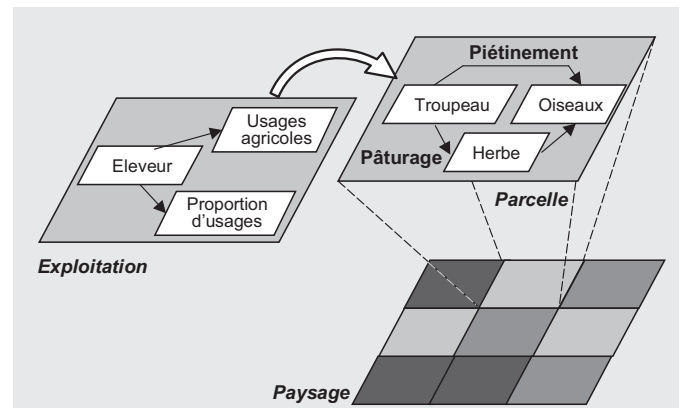 Piétinement
Troupeau
Oiseaux
Pâturage
Herbe
Parcelle
Usages
agricoles
Eleveur
Proportion
d'usages
Exploitation
Paysage